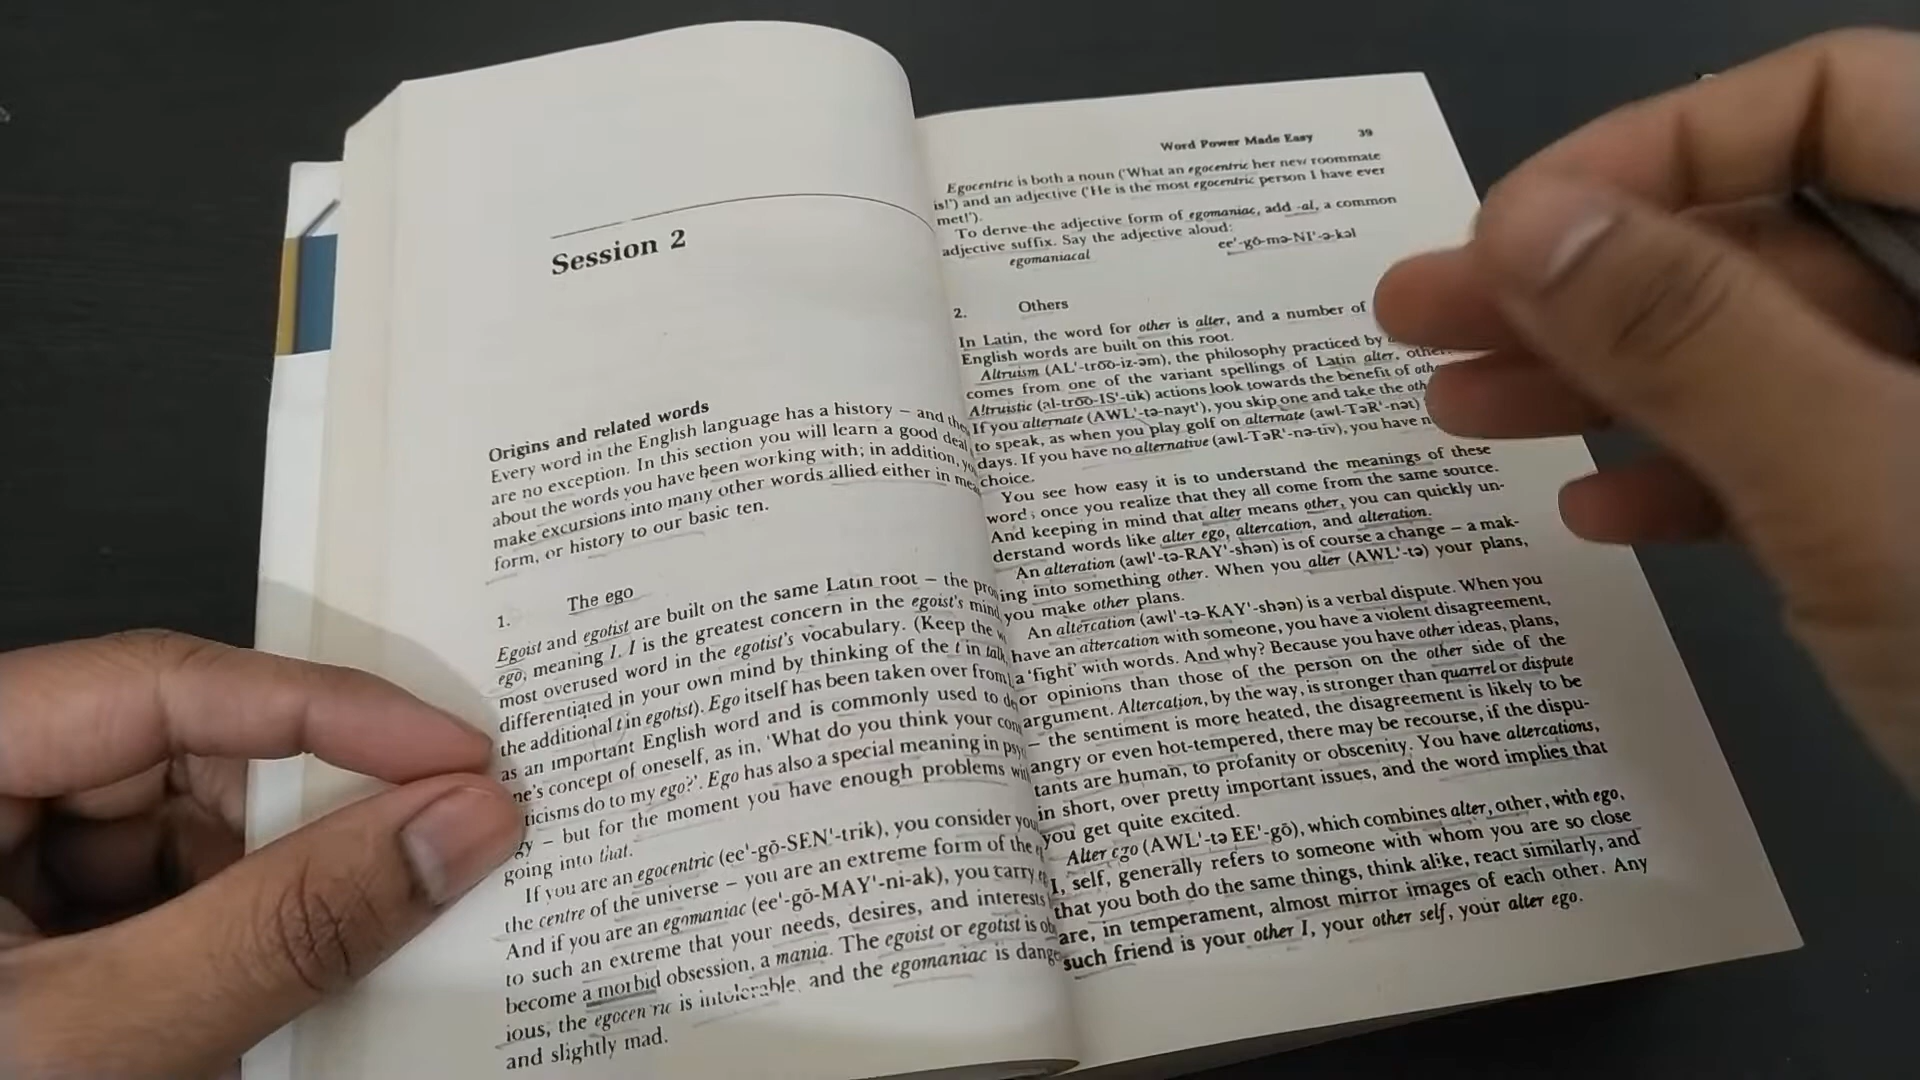 Session 2
Origins and related words
Every word in the English language has a history – and the
are no exception. In this section you will learn a good deal
about the words you have been working with; in addition, yo
make excursions into many other words allied either in mea
form, or history to our basic ten.
1. The ego
Egoist and egotist are built on the same Latin root – the pro
ego, meaning I. I is the greatest concern in the egoist's mind,
most overused word in the egotist's vocabulary. (Keep the w
differentiated in your own mind by thinking of the t in talk,
the additional t in egotist). Ego itself has been taken over from
as an important English word and is commonly used to de
ne's concept of oneself, as in, 'What do you think your con
ticisms do to my ego?'. Ego has also a special meaning in psy
gy – but for the moment you have enough problems wi
going into that.
If you are an egocentric (ee'-gō-SEN'-trik), you consider you
the centre of the universe – you are an extreme form of the e
And if you are an egomaniac (ee'-gō-MAY'-ni-ak), you carry
to such an extreme that your needs, desires, and interests
become a morbid obsession, a mania. The egoist or egotist is ob
ious, the egocentric is intolerable, and the egomaniac is dange
and slightly mad.
Word Power Made Easy 39
Egocentric is both a noun ('What an egocentric her new roommate
is!') and an adjective ('He is the most egocentric person I have ever
met!').
To derive the adjective form of egomaniac, add -al, a common
adjective suffix. Say the adjective aloud:
egomaniacal ee'-gō-mə-NI'-ə-kəl
2. Others
In Latin, the word for other is alter, and a number of
English words are built on this root.
Altruism (AL'-trōō-iz-əm), the philosophy practiced by
comes from one of the variant spellings of Latin alter, other.
Altruistic (al-trōō-IS'-tik) actions look towards the benefit of oth
If you alternate (AWL'-tə-nayt'), you skip one and take the oth
to speak, as when you play golf on alternate (awl-TəR'-nət)
days. If you have no alternative (awl-TəR'-nə-tiv), you have n
choice.
You see how easy it is to understand the meanings of these
words once you realize that they all come from the same source.
And keeping in mind that alter means other, you can quickly un-
derstand words like alter ego, altercation, and alteration.
An alteration (awl'-tə-RAY'-shən) is of course a change – a mak-
ing into something other. When you alter (AWL'-tə) your plans,
you make other plans.
An altercation (awl'-tə-KAY'-shən) is a verbal dispute. When you
have an altercation with someone, you have a violent disagreement,
a 'fight' with words. And why? Because you have other ideas, plans,
or opinions than those of the person on the other side of the
argument. Altercation, by the way, is stronger than quarrel or dispute
– the sentiment is more heated, the disagreement is likely to be
angry or even hot-tempered, there may be recourse, if the dispu-
tants are human, to profanity or obscenity. You have altercations,
in short, over pretty important issues, and the word implies that
you get quite excited.
Alter ego (AWL'-tə EE'-gō), which combines alter, other, with ego,
I, self, generally refers to someone with whom you are so close
that you both do the same things, think alike, react similarly, and
are, in temperament, almost mirror images of each other. Any
such friend is your other I, your other self, your alter ego.